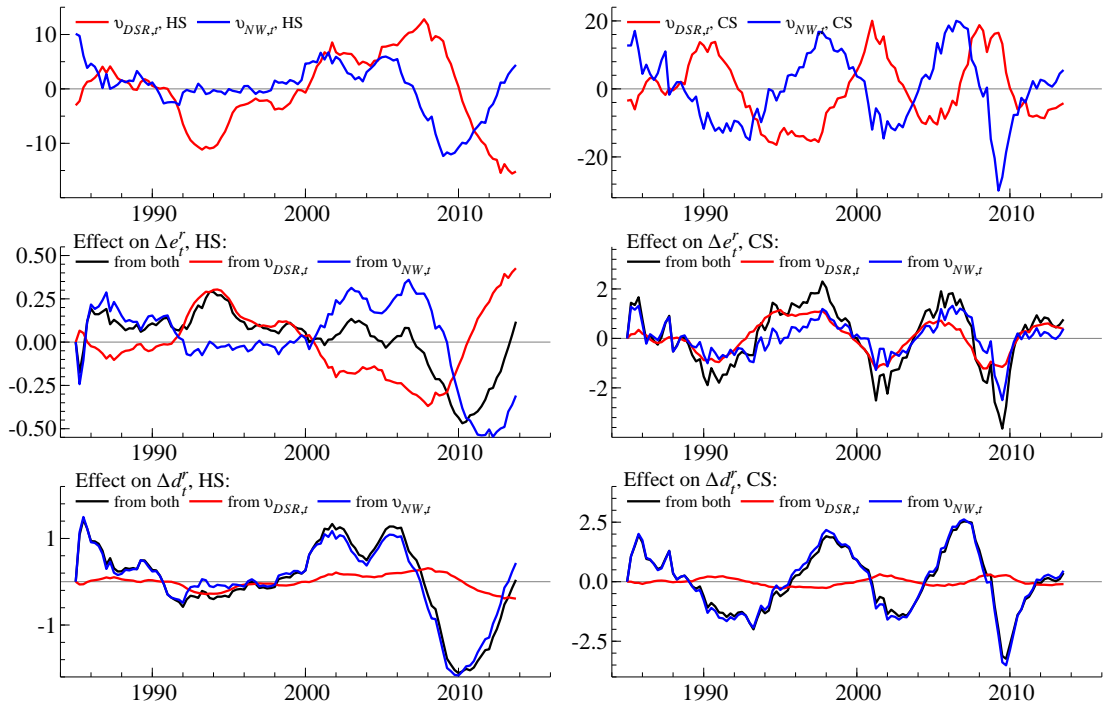 υDSR,t, HS υNW,t, HS
10
0
-10
1990 2000 2010
υDSR,t, CS υNW,t, CS
20
0
-20
1990 2000 2010
Effect on Δe^r_t, HS:
from both from υDSR,t from υNW,t
0.50
0.25
0.00
-0.25
-0.50
1990 2000 2010
Effect on Δe^r_t, CS:
from both from υDSR,t from υNW,t
2
0
-2
1990 2000 2010
Effect on Δd^r_t, HS:
from both from υDSR,t from υNW,t
1
0
-1
1990 2000 2010
Effect on Δd^r_t, CS:
from both from υDSR,t from υNW,t
2.5
0.0
-2.5
1990 2000 2010